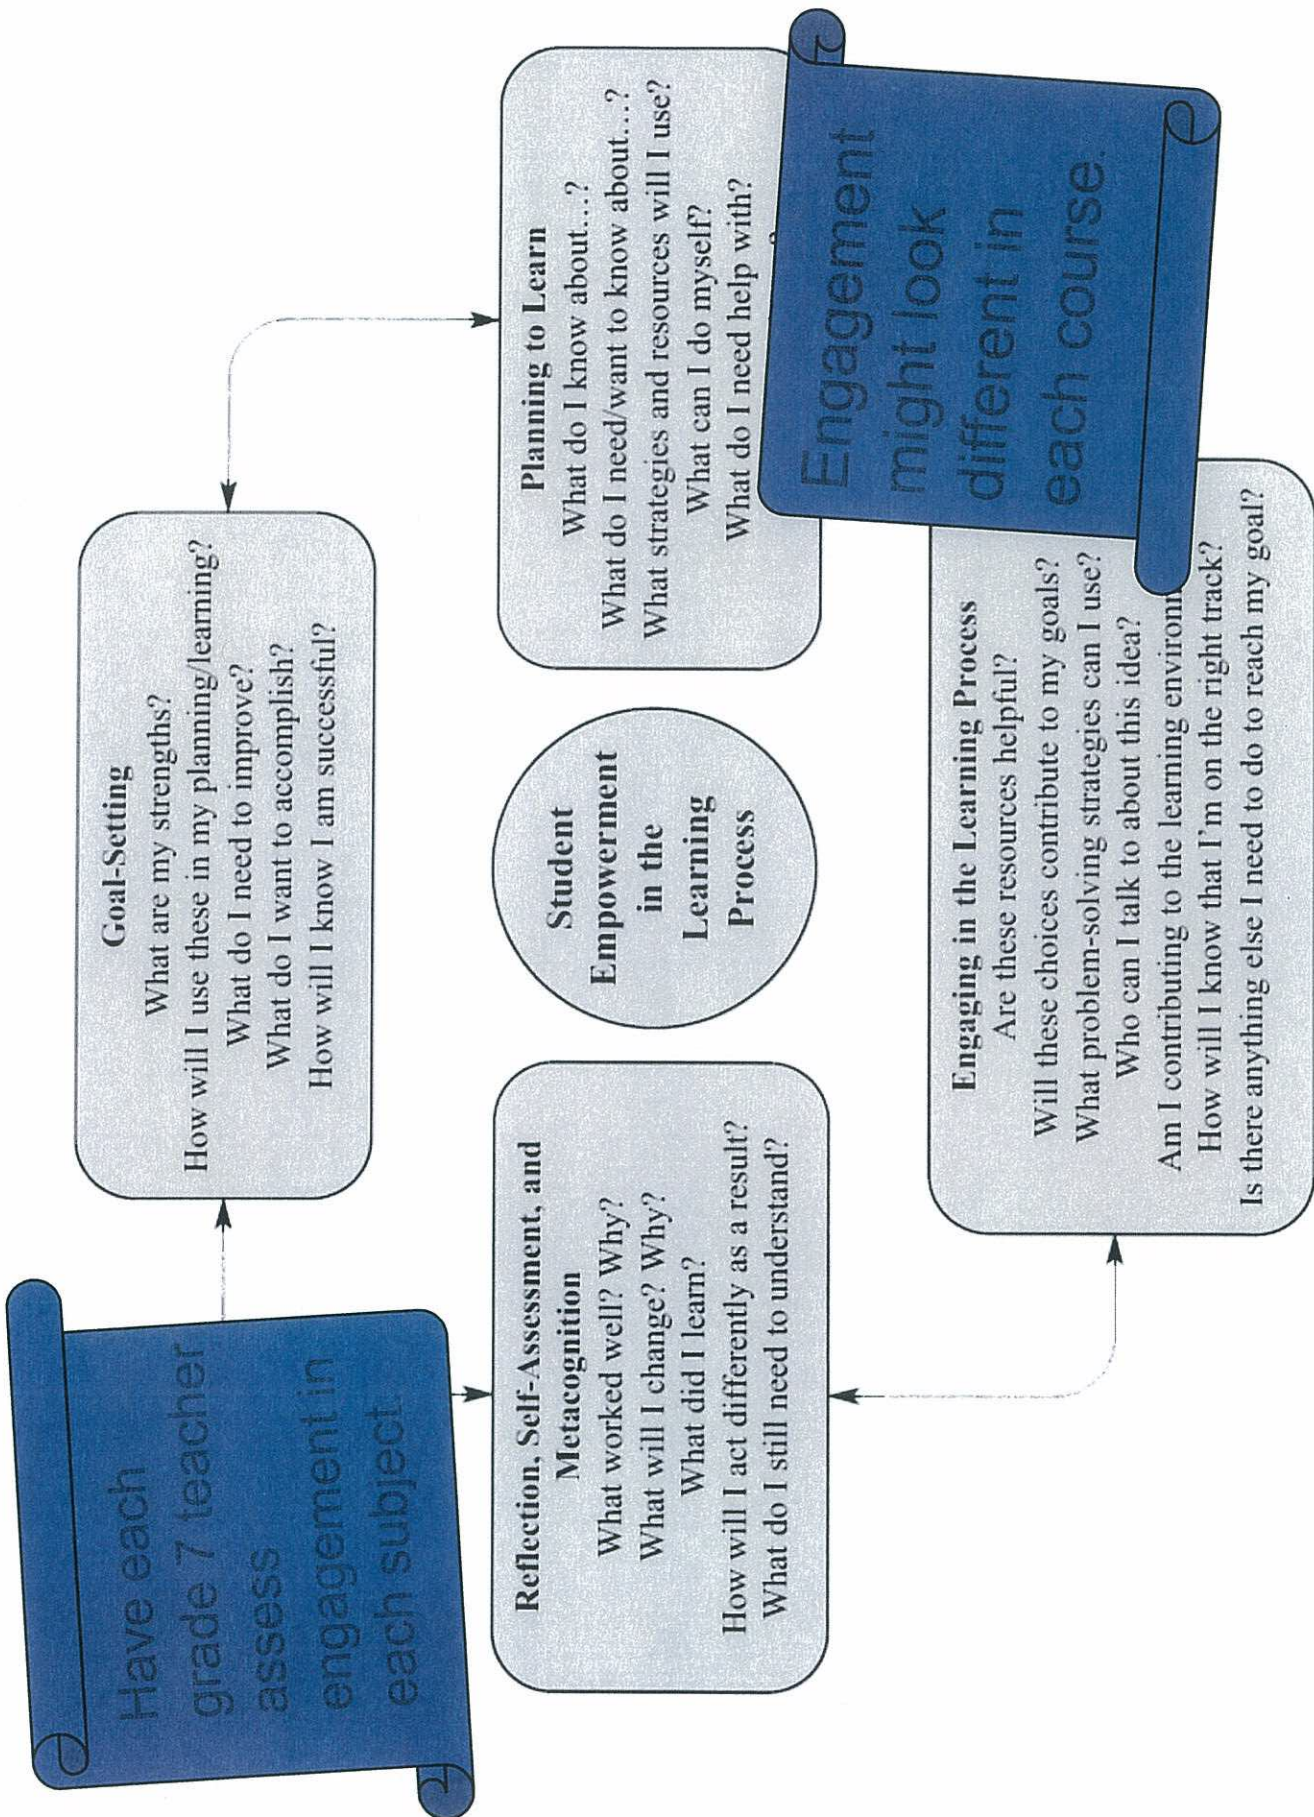 Goal-Setting
What are my strengths?
How will I use these in my planning/learning?
What do I need to improve?
What do I want to accomplish?
How will I know I am successful?
Have each
grade 7 teacher
assess
engagement in
each subject.
Reflection, Self-Assessment, and
Metacognition
What worked well? Why?
What will I change? Why?
What did I learn?
How will I act differently as a result?
What do I still need to understand?
Student
Empowerment
in the
Learning
Process
Planning to Learn
What do I know about...?
What do I need/want to know about...?
What strategies and resources will I use?
What can I do myself?
What do I need help with?
Engagement
might look
different in
each course.
Engaging in the Learning Process
Are these resources helpful?
Will these choices contribute to my goals?
What problem-solving strategies can I use?
Who can I talk to about this idea?
Am I contributing to the learning environ
How will I know that I'm on the right track?
Is there anything else I need to do to reach my goal?